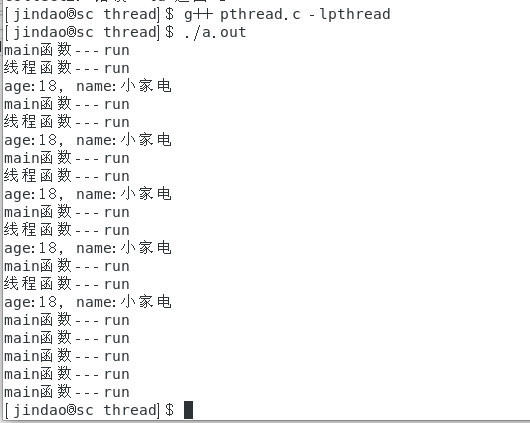 [jindao@sc thread]$ g++ pthread.c -lpthread
[jindao@sc thread]$ ./a.out
main函数---run
线程函数---run
age:18, name:小家电
main函数---run
线程函数---run
age:18, name:小家电
main函数---run
线程函数---run
age:18, name:小家电
main函数---run
线程函数---run
age:18, name:小家电
main函数---run
线程函数---run
age:18, name:小家电
main函数---run
main函数---run
main函数---run
main函数---run
main函数---run
[jindao@sc thread]$